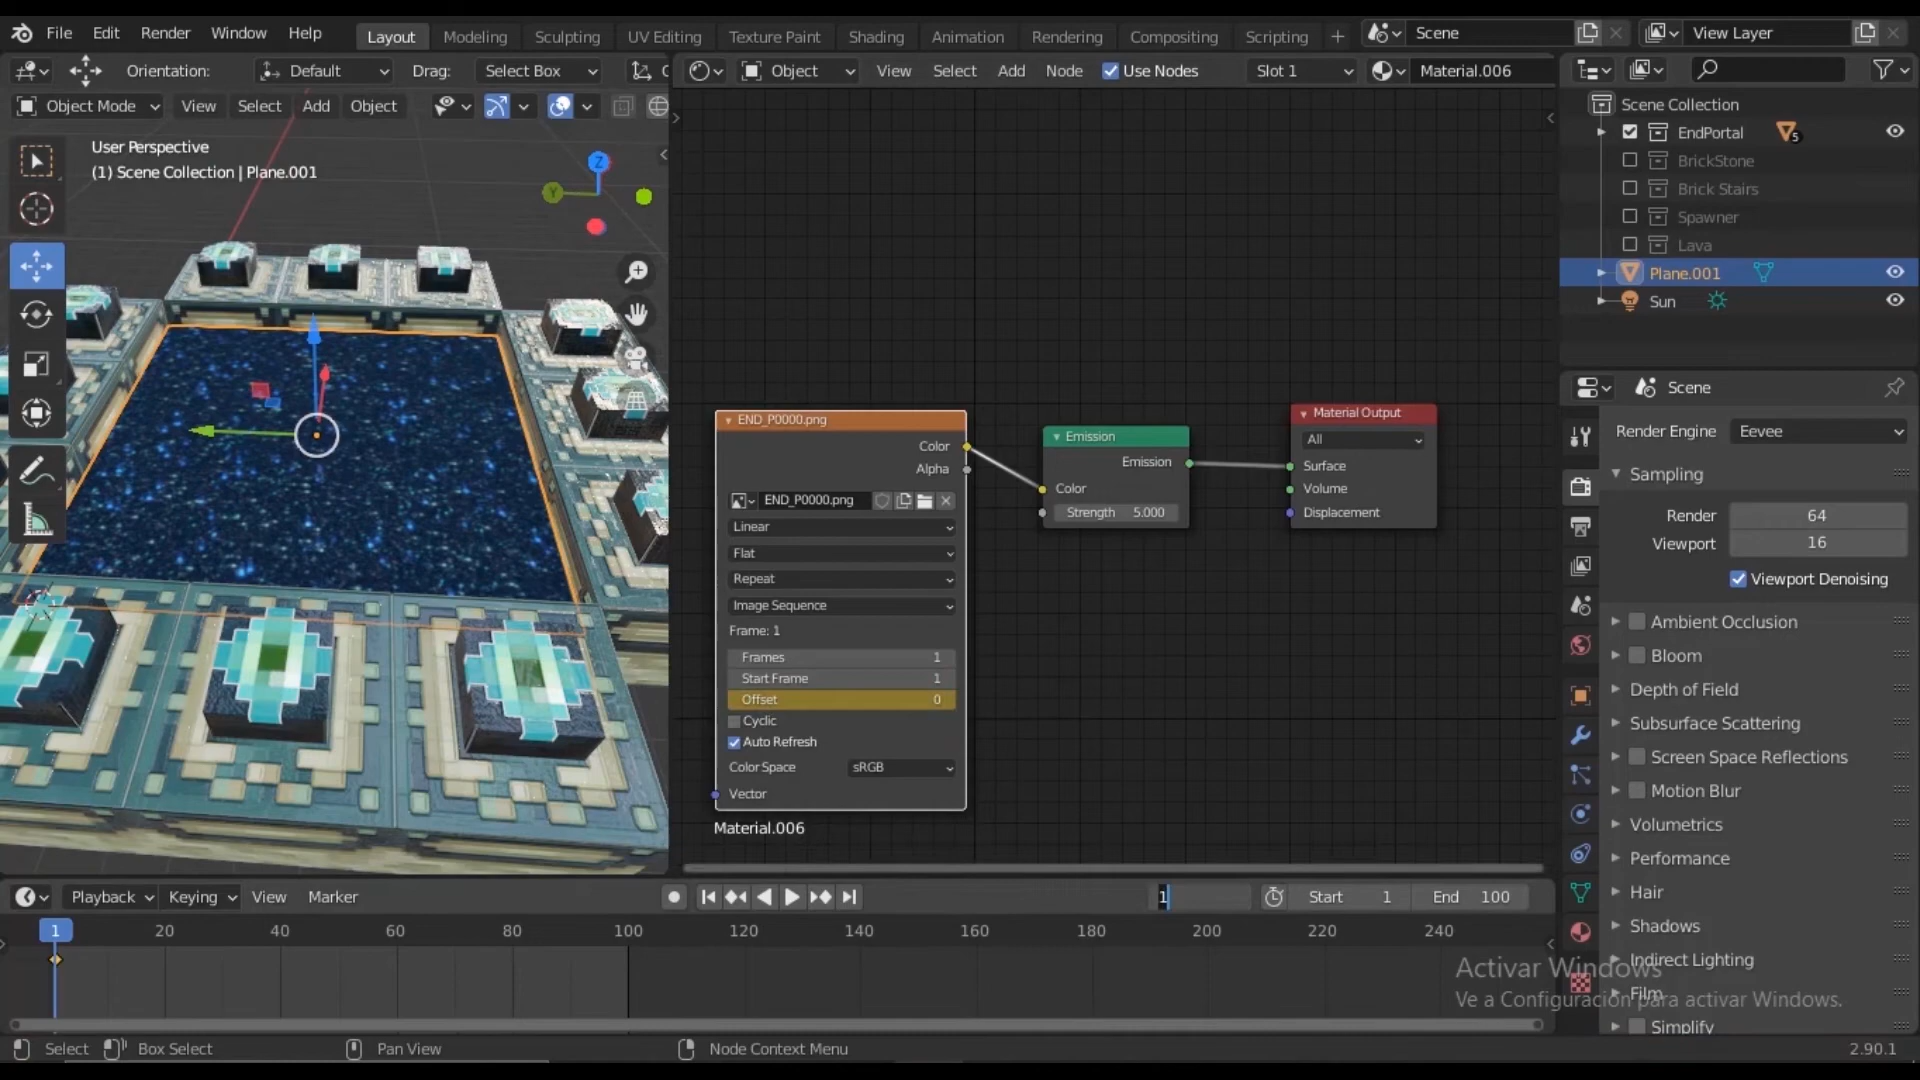 File Edit Render Window Help Layout Modeling Sculpting UV Editing Texture Paint Shading Animation Rendering Compositing Scripting + Scene View Layer
Orientation: Default Drag: Select Box
Object View Select Add Node Use Nodes Slot 1 Material.006
Object Mode View Select Add Object
User Perspective
(1) Scene Collection | Plane.001
Z
Y
Scene Collection
EndPortal 5
BrickStone
Brick Stairs
Spawner
Lava
Plane.001
Sun
END_P0000.png
Color
Alpha
END_P0000.png
Linear
Flat
Repeat
Image Sequence
Frame: 1
Frames 1
Start Frame 1
Offset 0
Cyclic
Auto Refresh
Color Space sRGB
Vector
Material.006
Emission
Emission
Color
Strength 5.000
Material Output
All
Surface
Volume
Displacement
Scene
Render Engine Eevee
Sampling
Render 64
Viewport 16
Viewport Denoising
Ambient Occlusion
Bloom
Depth of Field
Subsurface Scattering
Screen Space Reflections
Motion Blur
Volumetrics
Performance
Hair
Shadows
Indirect Lighting
Film
Simplify
Playback Keying View Marker 1 Start 1 End 100
1 20 40 60 80 100 120 140 160 180 200 220 240
Activar Windows
Ve a Configuración para activar Windows.
Select Box Select Pan View Node Context Menu 2.90.1